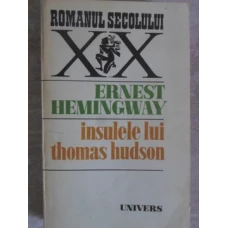 ROMANUL SECOLULUI
XX
ERNEST
HEMINGWAY
insulele lui
thomas hudson
UNIVERS